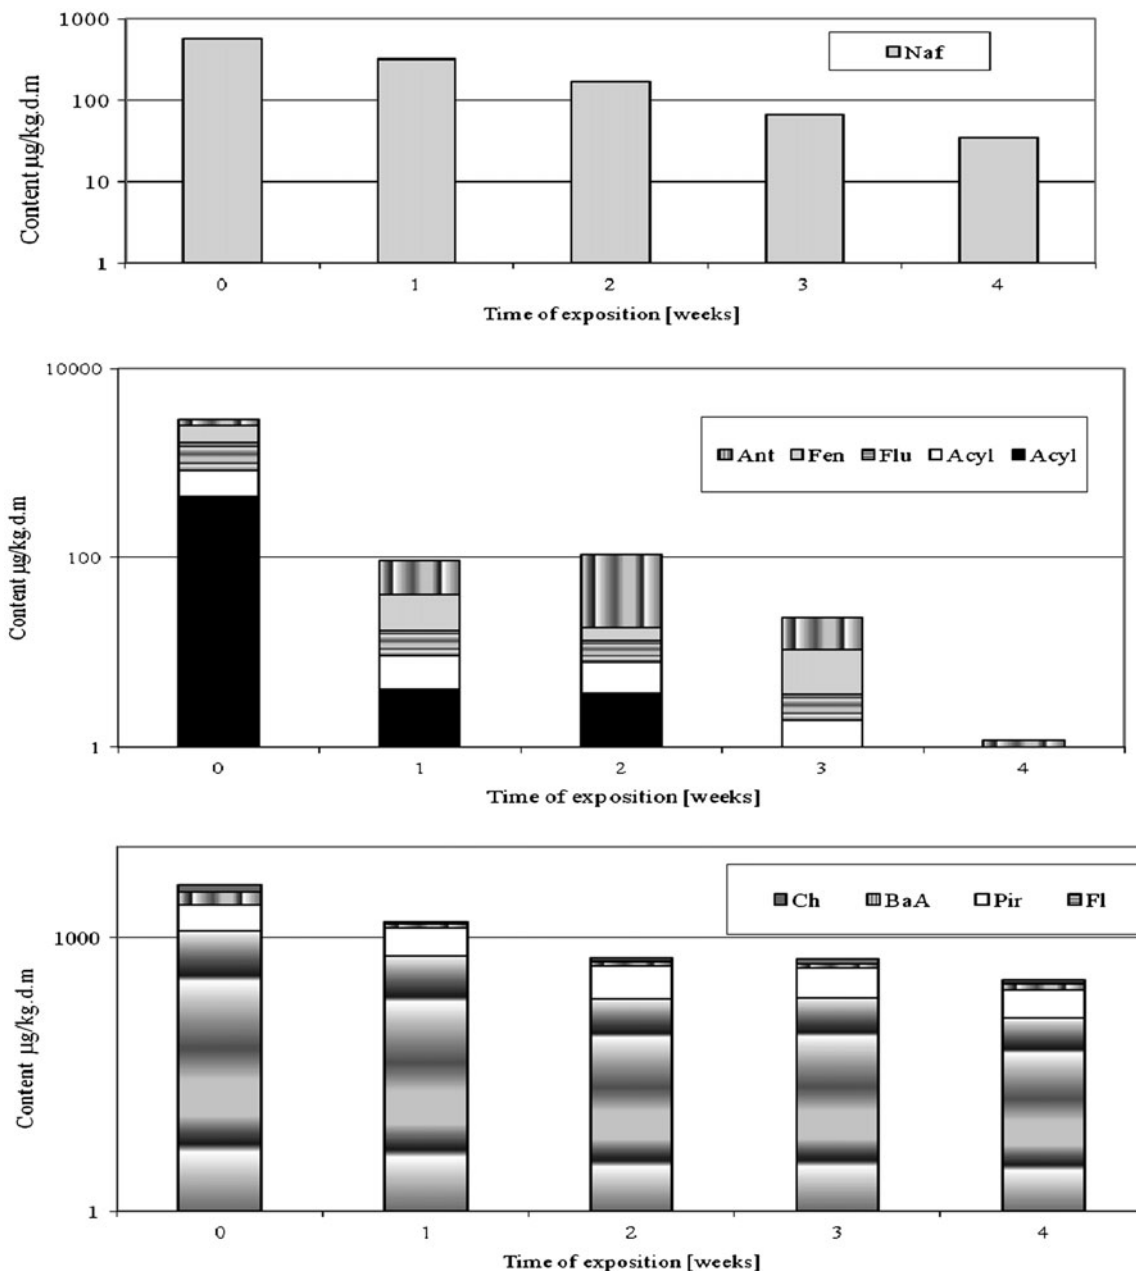 1000
100
10
1
Content µg/kg.d.m
Naf
0 1 2 3 4
Time of exposition [weeks]
10000
100
1
Content µg/kg.d.m
Ant Fen Flu Acyl Acyl
0 1 2 3 4
Time of exposition [weeks]
1000
1
Content µg/kg.d.m
Ch BaA Pir Fl
0 1 2 3 4
Time of exposition [weeks]